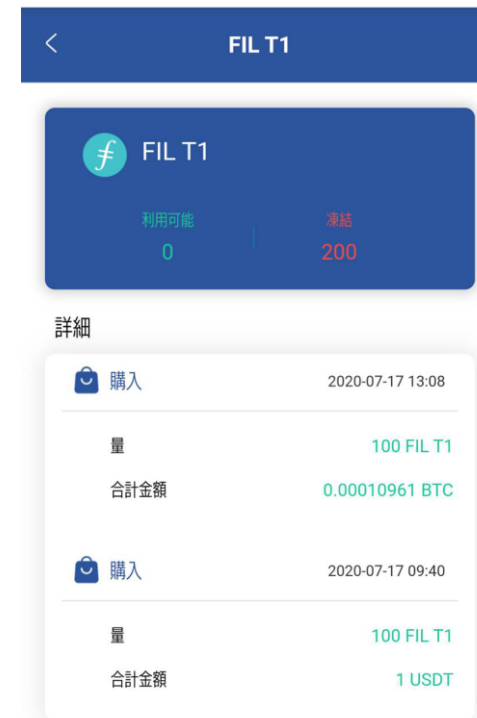 FIL T1
FIL T1
利用可能 凍結
0 200
詳細
購入 2020-07-17 13:08
量 100 FIL T1
合計金額 0.00010961 BTC
購入 2020-07-17 09:40
量 100 FIL T1
合計金額 1 USDT